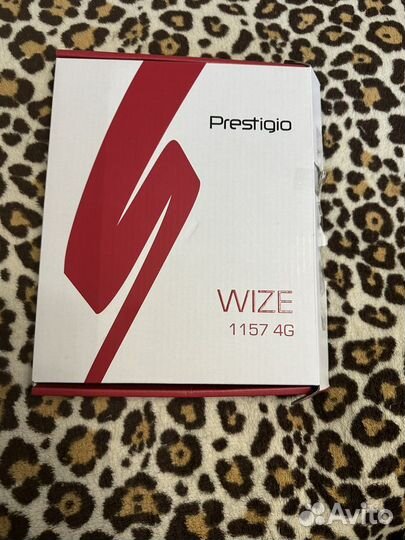 Prestigio
WIZE
1157 4G
Avito